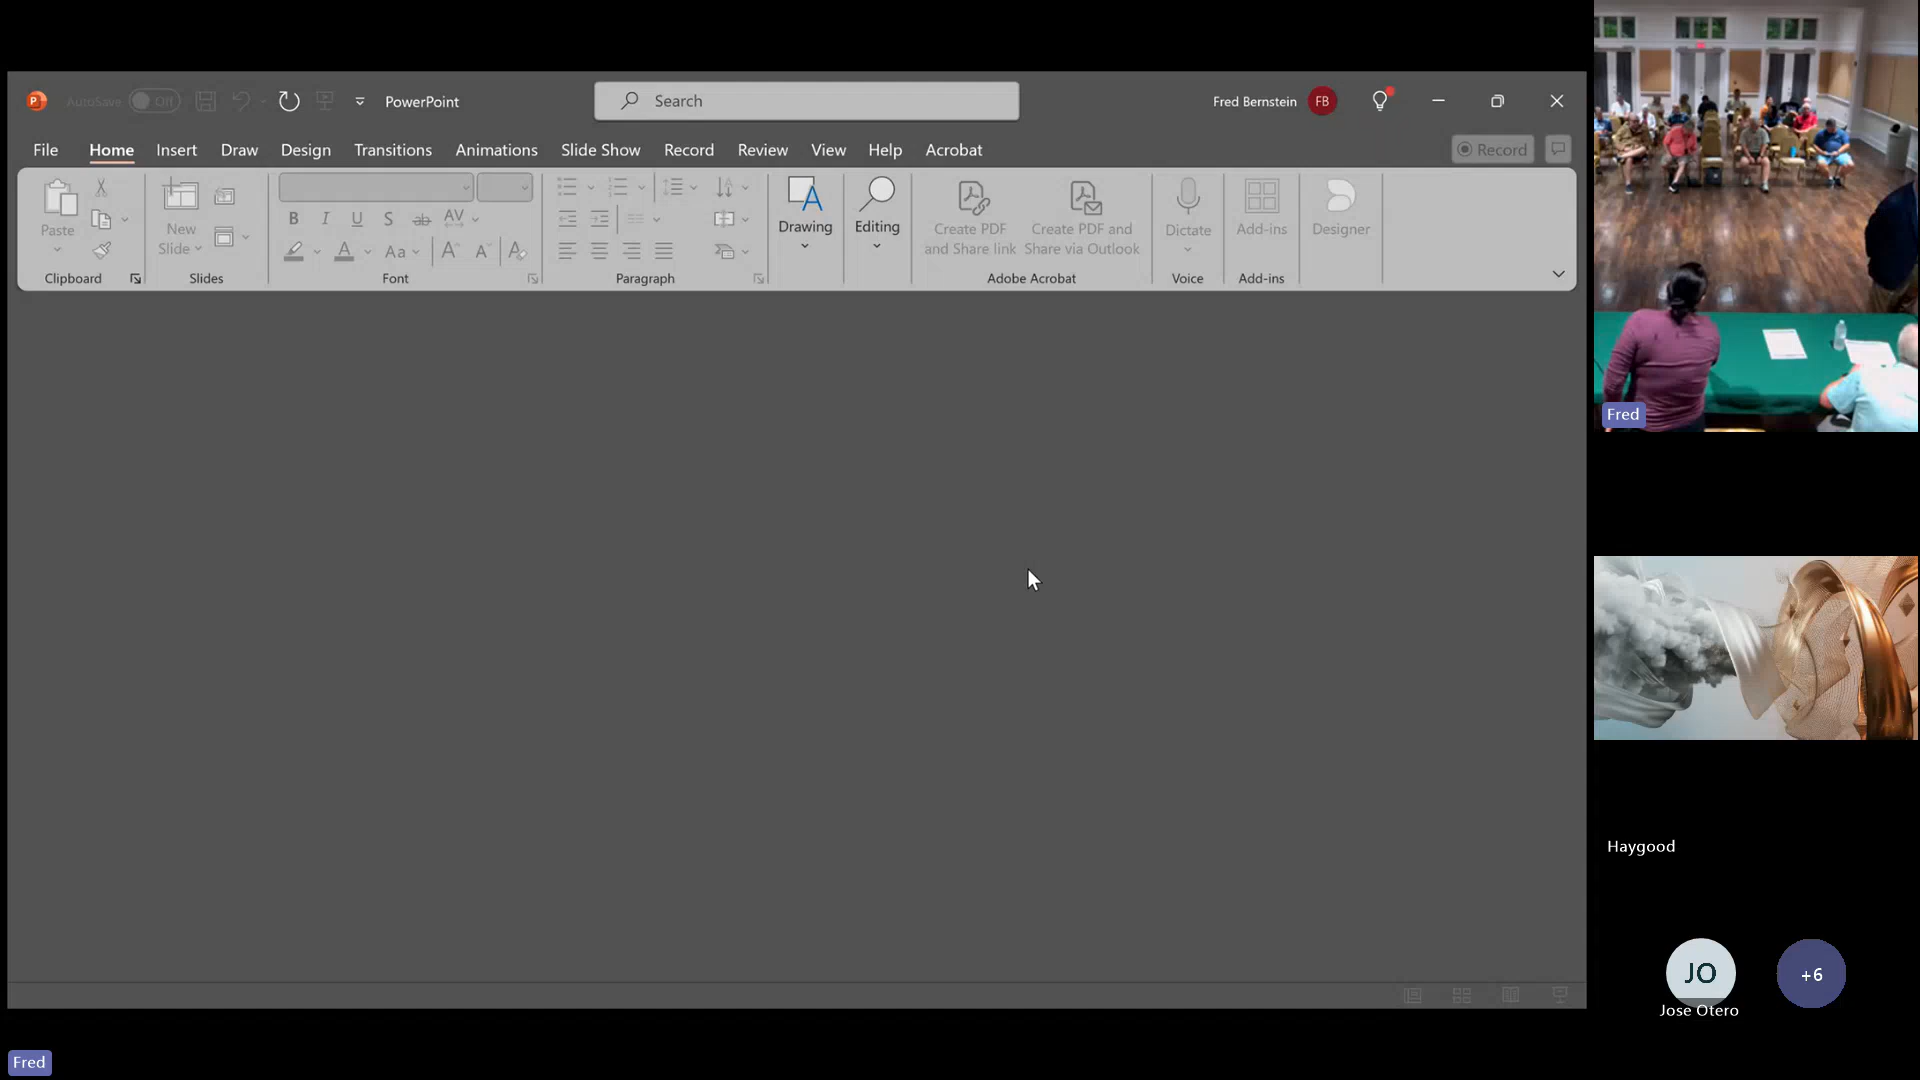 P AutoSave Off PowerPoint Search Fred Bernstein FB
File Home Insert Draw Design Transitions Animations Slide Show Record Review View Help Acrobat Record
Paste
New
Slide
B I U S ab AV
A Aa A A A
Drawing
Editing
Create PDF
and Share link
Create PDF and
Share via Outlook
Dictate
Add-ins
Designer
Clipboard Slides Font Paragraph Adobe Acrobat Voice Add-ins
Fred
Haygood
JO
+6
Jose Otero
Fred